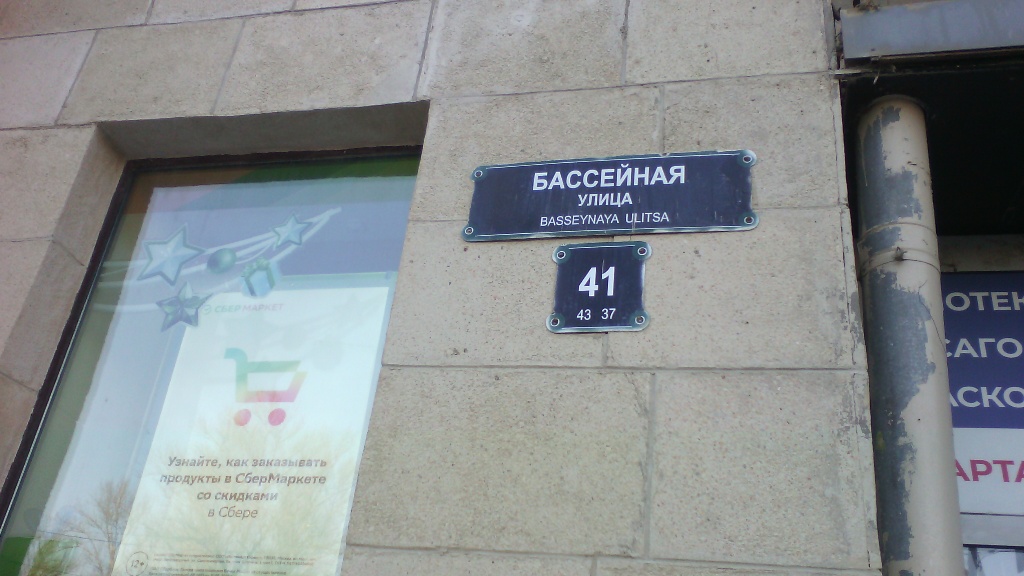 БАССЕЙНАЯ
УЛИЦА
BASSEYNAYA ULITSA
41
43 37
СБЕРМАРКЕТ
Узнайте, как заказывать
продукты в СберМаркете
со скидками
в Сбере
12+
ОТЕК
САГО
АСКО
АРТА